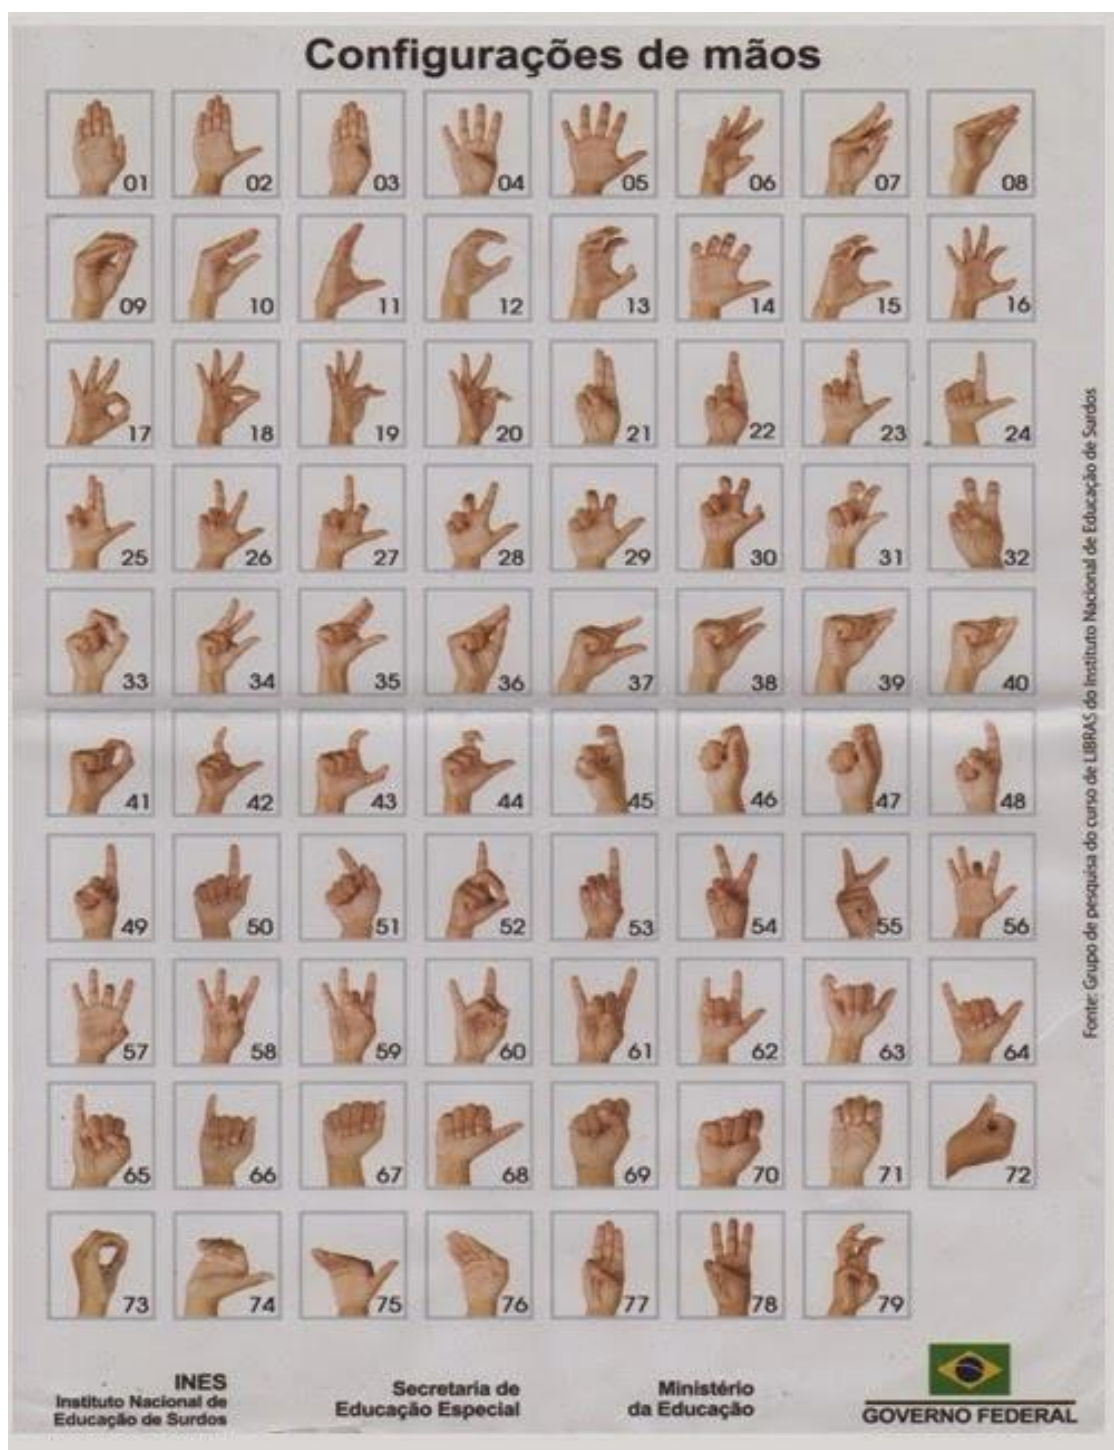 Configurações de mãos
01 02 03 04 05 06 07 08
09 10 11 12 13 14 15 16
17 18 19 20 21 22 23 24
25 26 27 28 29 30 31 32
33 34 35 36 37 38 39 40
41 42 43 44 45 46 47 48
49 50 51 52 53 54 55 56
57 58 59 60 61 62 63 64
65 66 67 68 69 70 71 72
73 74 75 76 77 78 79
Fonte: Grupo de pesquisa do curso de LIBRAS do Instituto Nacional de Educação de Surdos
INES
Instituto Nacional de
Educação de Surdos
Secretaria de
Educação Especial
Ministério
da Educação
GOVERNO FEDERAL